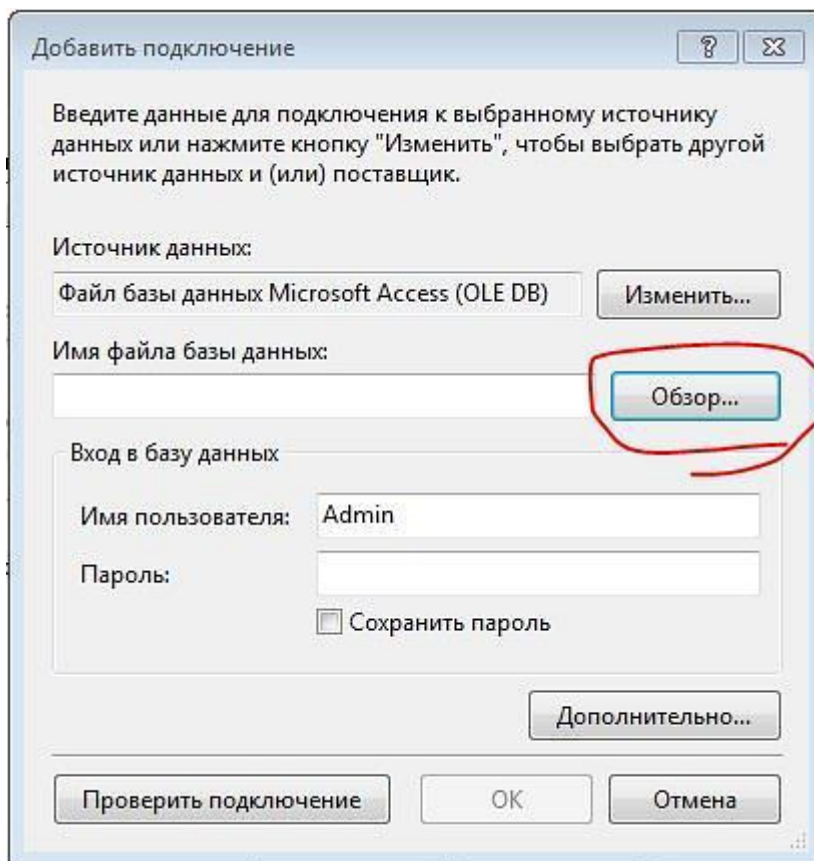 Добавить подключение
Введите данные для подключения к выбранному источнику
данных или нажмите кнопку "Изменить", чтобы выбрать другой
источник данных и (или) поставщик.
Источник данных:
Файл базы данных Microsoft Access (OLE DB)
Изменить...
Имя файла базы данных:
Обзор...
Вход в базу данных
Имя пользователя:
Admin
Пароль:
Сохранить пароль
Дополнительно...
Проверить подключение
ОК
Отмена